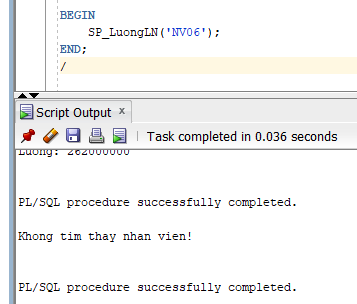 BEGIN
SP_LuongLN('NV06');
END;
/
Script Output x
Task completed in 0.036 seconds
Luong: 262000000
PL/SQL procedure successfully completed.
Khong tim thay nhan vien!
PL/SQL procedure successfully completed.